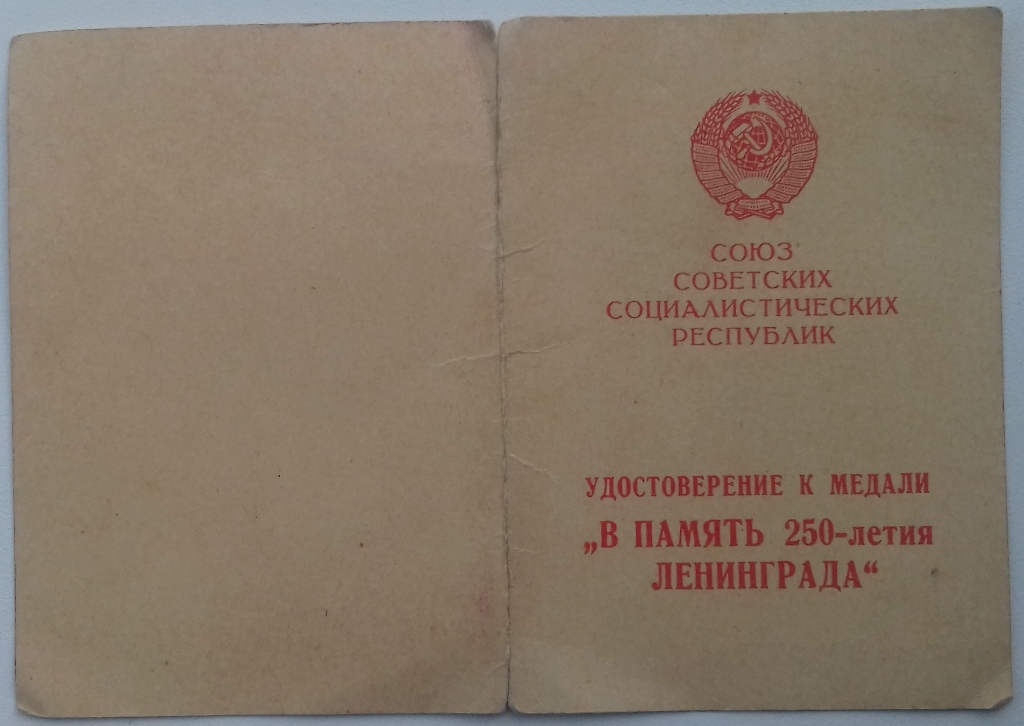 СОЮЗ
СОВЕТСКИХ
СОЦИАЛИСТИЧЕСКИХ
РЕСПУБЛИК
УДОСТОВЕРЕНИЕ К МЕДАЛИ
„В ПАМЯТЬ 250-летия
ЛЕНИНГРАДА“